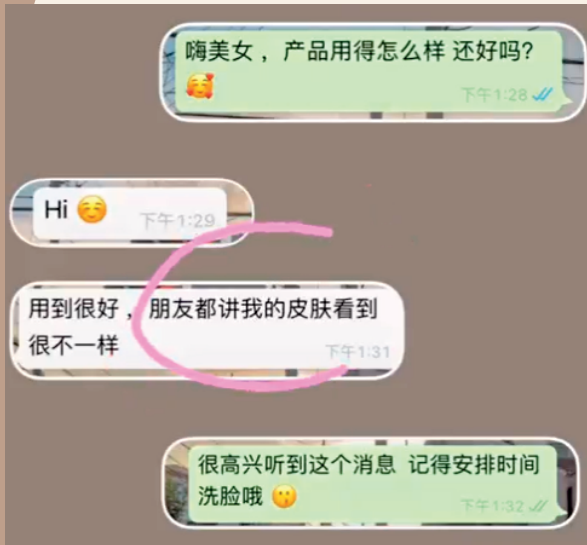 嗨美女，产品用得怎么样 还好吗?
🥰
下午1:28
Hi ☺️
下午1:29
用到很好，朋友都讲我的皮肤看到
很不一样
下午1:31
很高兴听到这个消息 记得安排时间
洗脸哦 😗
下午1:32